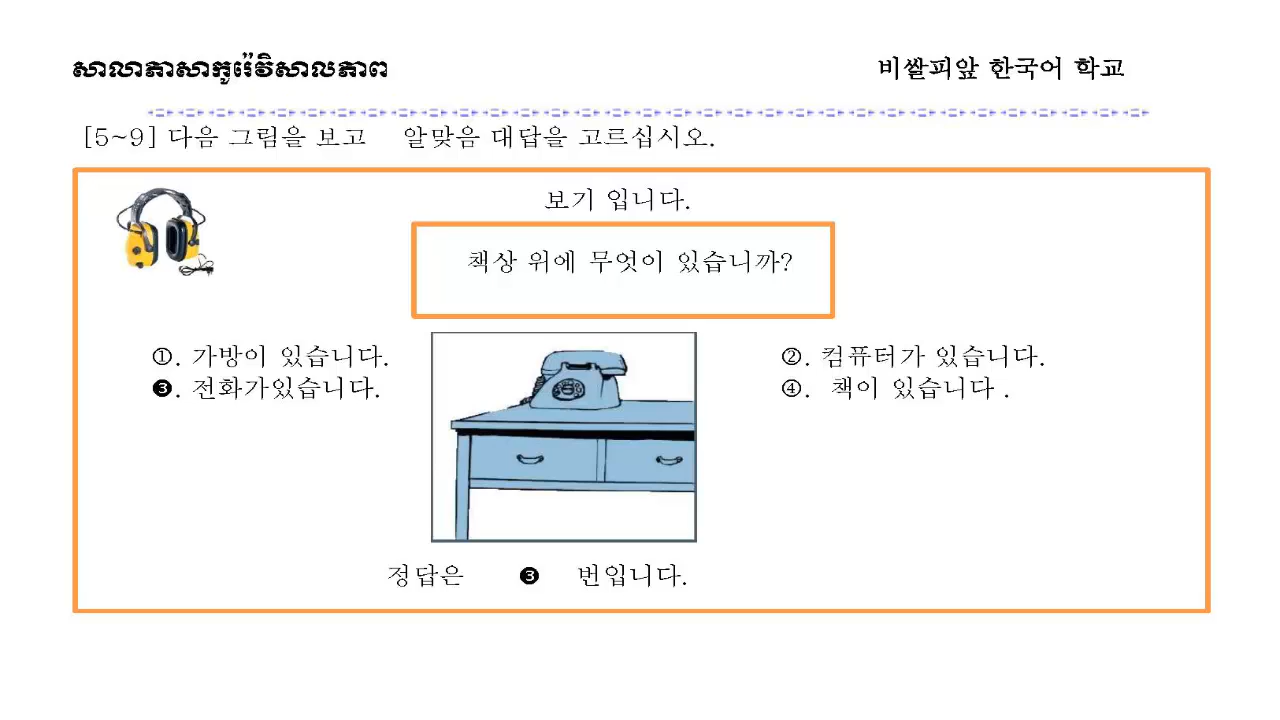 សាលាភាសាកូរ៉េវិសាលភាព
비쌀피앞 한국어 학교
[5~9] 다음 그림을 보고 알맞음 대답을 고르십시오.
보기 입니다.
책상 위에 무엇이 있습니까?
①. 가방이 있습니다.
②. 컴퓨터가 있습니다.
❸. 전화가있습니다.
④. 책이 있습니다 .
정답은 ❸ 번입니다.